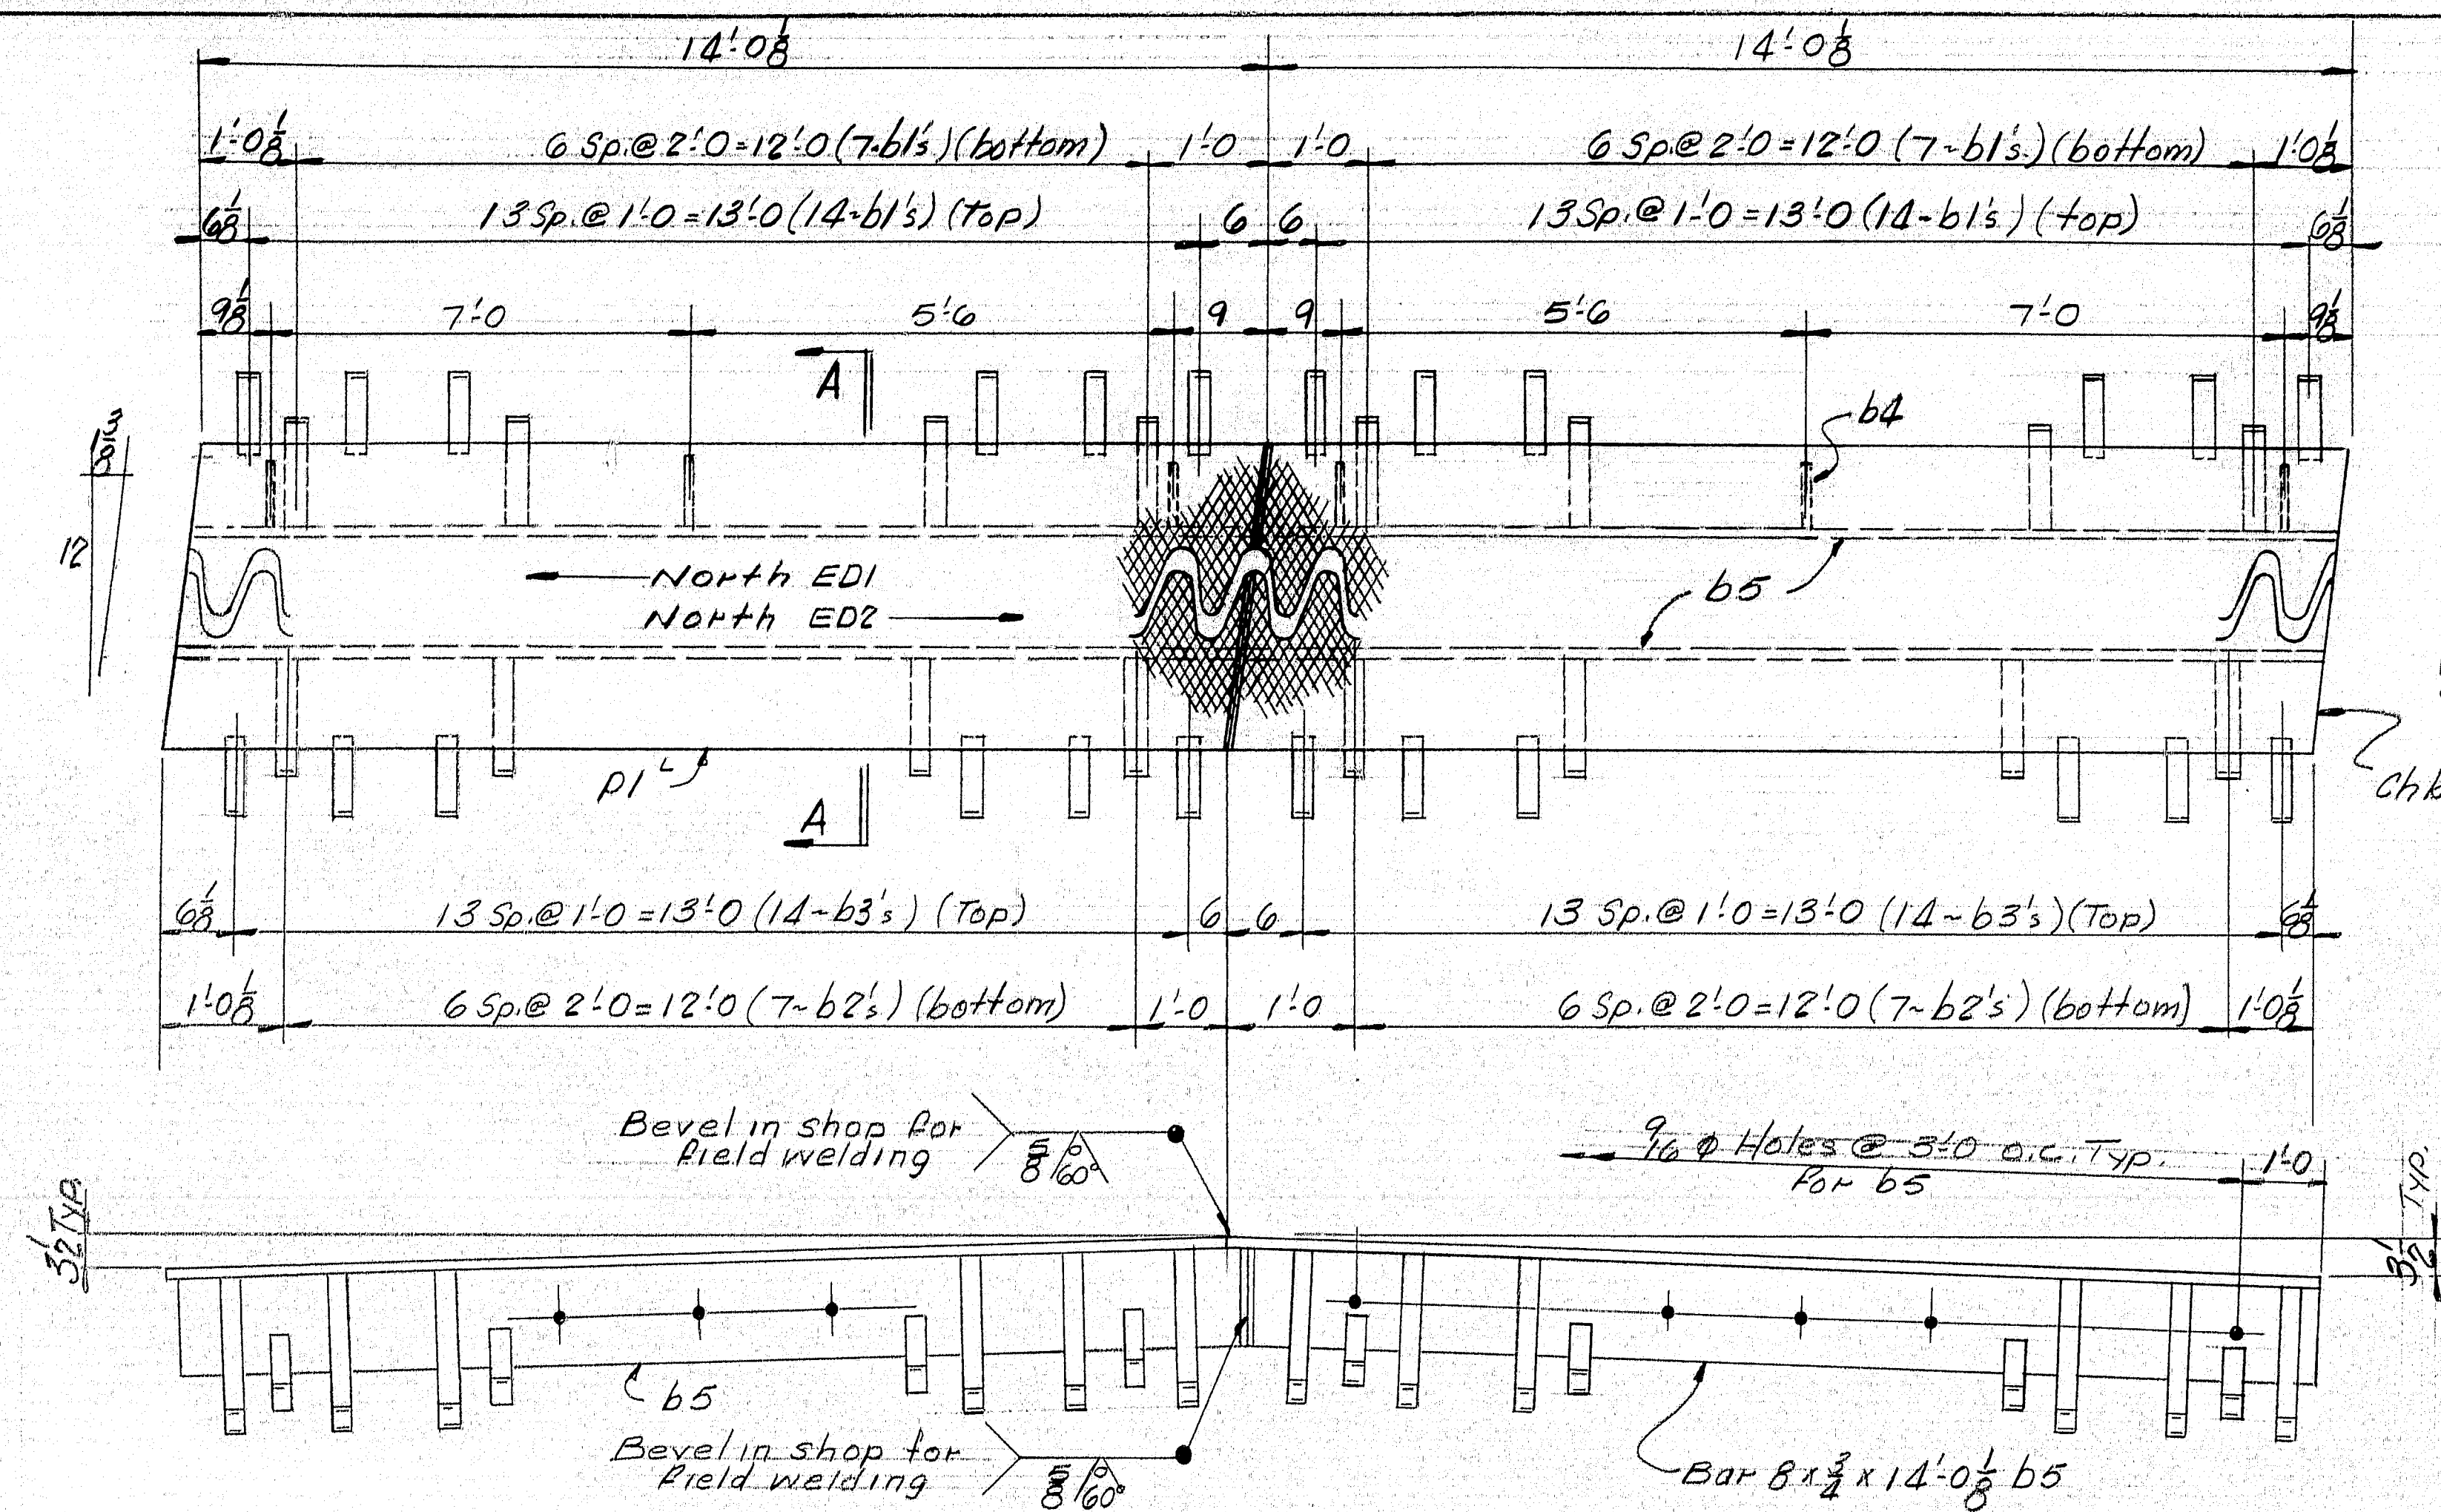 14'-0 1/8 14'-0 1/8
1'-0 1/8 6 Sp.@ 2'-0=12'-0 (7~b1's)(bottom) 1'-0 1'-0 6 Sp.@ 2'-0=12'-0 (7~b1's.)(bottom) 1'-0 1/8
6 1/8 13 Sp.@ 1'-0=13'-0 (14~b1's) (top) 6 6 13 Sp.@ 1'-0=13'-0 (14~b1's) (top) 6 1/8
9 1/8 7'-0 5'-6 9 9 5'-6 7'-0 9 1/8
A
b4
12
North ED1
North ED2
b5
p1
A
Chk
6 1/8 13 Sp.@ 1'-0=13'-0 (14~b3's) (Top) 6 6 13 Sp.@ 1'-0=13'-0 (14~b3's)(Top) 6 1/8
1'-0 1/8 6 Sp.@ 2'-0=12'-0 (7~b2's) (bottom) 1'-0 1'-0 6 Sp.@ 2'-0=12'-0 (7~b2's) (bottom) 1'-0 1/8
Bevel in shop for
field welding
5/8 0 60°
9/16 φ Holes @ 3'-0 o.c. Typ. 1'-0
for b5
3 1/2 Typ.
3 1/2 Typ.
b5
Bevel in shop for
field welding
5/8 0 60°
Bar 8 x 3/4 x 14'-0 1/8 b5